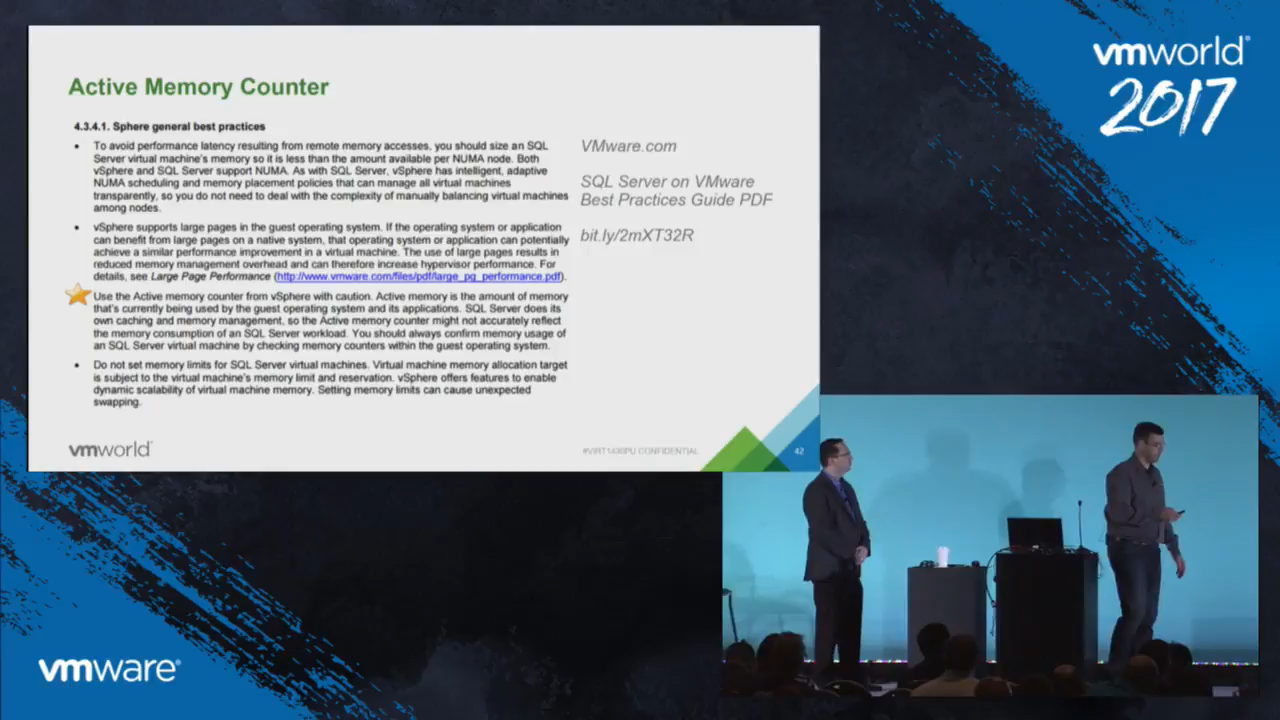 Active Memory Counter
4.3.4.1. Sphere general best practices
• To avoid performance latency resulting from remote memory accesses, you should size an SQL
Server virtual machine's memory so it is less than the amount available per NUMA node. Both
vSphere and SQL Server support NUMA. As with SQL Server, vSphere has intelligent, adaptive
NUMA scheduling and memory placement policies that can manage all virtual machines
transparently, so you do not need to deal with the complexity of manually balancing virtual machines
among nodes.
• vSphere supports large pages in the guest operating system. If the operating system or application
can benefit from large pages on a native system, that operating system or application can potentially
achieve a similar performance improvement in a virtual machine. The use of large pages results in
reduced memory management overhead and can therefore increase hypervisor performance. For
details, see Large Page Performance (http://www.vmware.com/files/pdf/large_pg_performance.pdf).
Use the Active memory counter from vSphere with caution. Active memory is the amount of memory
that's currently being used by the guest operating system and its applications. SQL Server does its
own caching and memory management, so the Active memory counter might not accurately reflect
the memory consumption of an SQL Server workload. You should always confirm memory usage of
an SQL Server virtual machine by checking memory counters within the guest operating system.
• Do not set memory limits for SQL Server virtual machines. Virtual machine memory allocation target
is subject to the virtual machine's memory limit and reservation. vSphere offers features to enable
dynamic scalability of virtual machine memory. Setting memory limits can cause unexpected
swapping.
VMware.com
SQL Server on VMware
Best Practices Guide PDF
bit.ly/2mXT32R
vmworld
CONFIDENTIAL
42
vmworld®
2017
vmware®